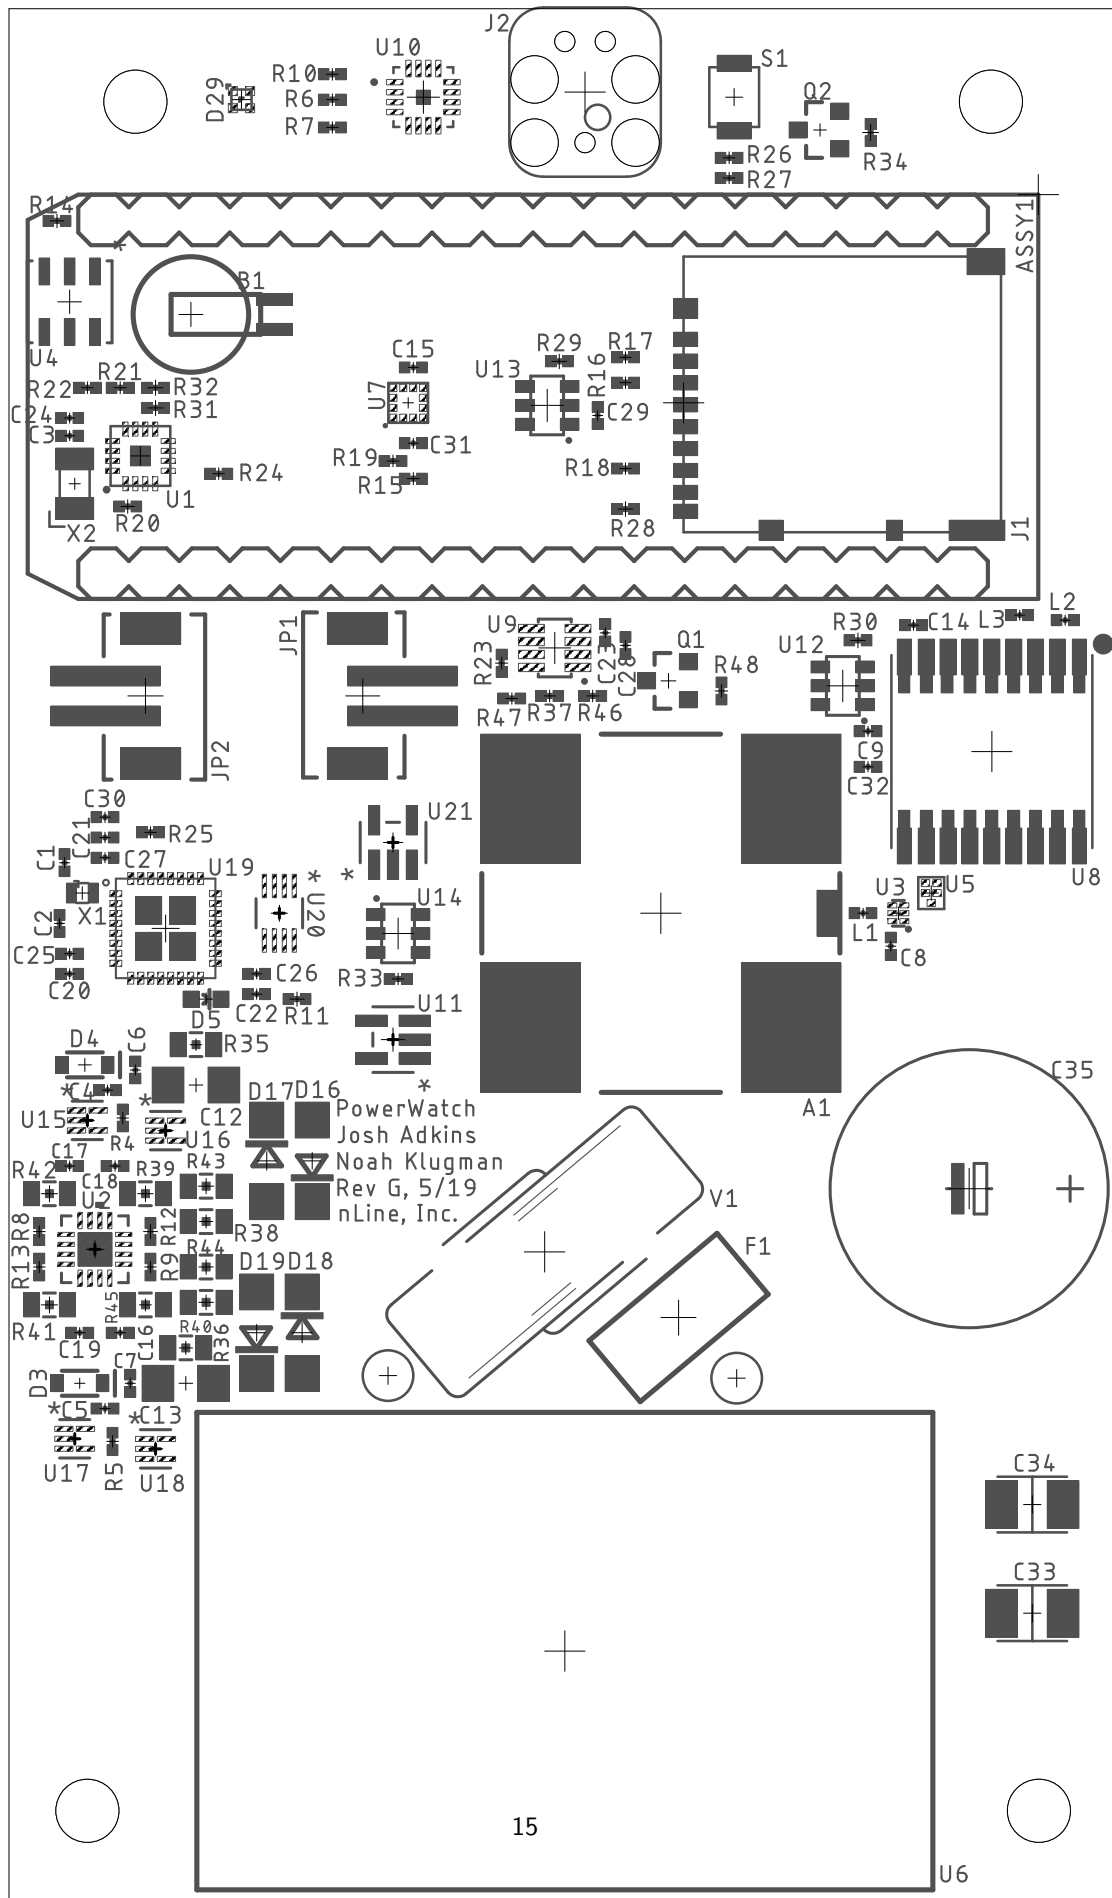 J2
U10
S1
R10
D29
R6
Q2
R7
R34
R26
R27
R14
*
ASSY1
B1
U4
C15
R29
R17
U13
R16
R22
R21
R32
U7
C24
R31
C29
C3
C31
R19
R18
R24
R15
U1
R20
R28
X2
J1
L2
L3
C14
JP1
U9
R30
C23
Q1
U12
R23
C28
R48
R47
R37
R46
JP2
C9
C32
C30
C21
R25
U21
C1
C27
U19
*
*
U8
U3
U5
X1
U20
U14
C2
L1
C25
C8
C20
C26
R33
C22
R11
U11
D5
D4
C6
R35
*
C35
*
C4
*
D17
D16
A1
U15
C12
PowerWatch
R4
U16
Josh Adkins
C17
R43
Noah Klugman
R42
C18
R39
Rev G, 5/19
U2
V1
nLine, Inc.
R8
R12
R38
R13
R9
R44
D19
D18
F1
R45
R41
C19
C16
R40
R36
D3
C7
*
C5
*
C13
U17
R5
U18
C34
C33
15
U6